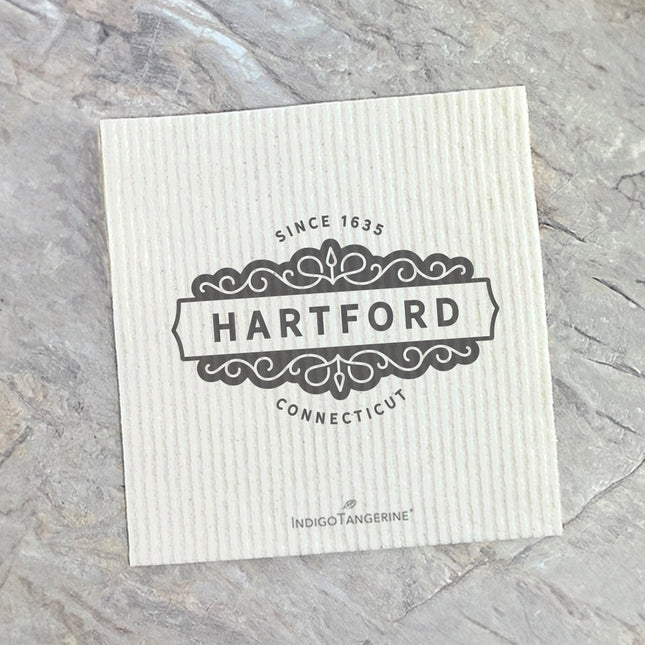 SINCE 1635
HARTFORD
CONNECTICUT
INDIGOTANGERINE®